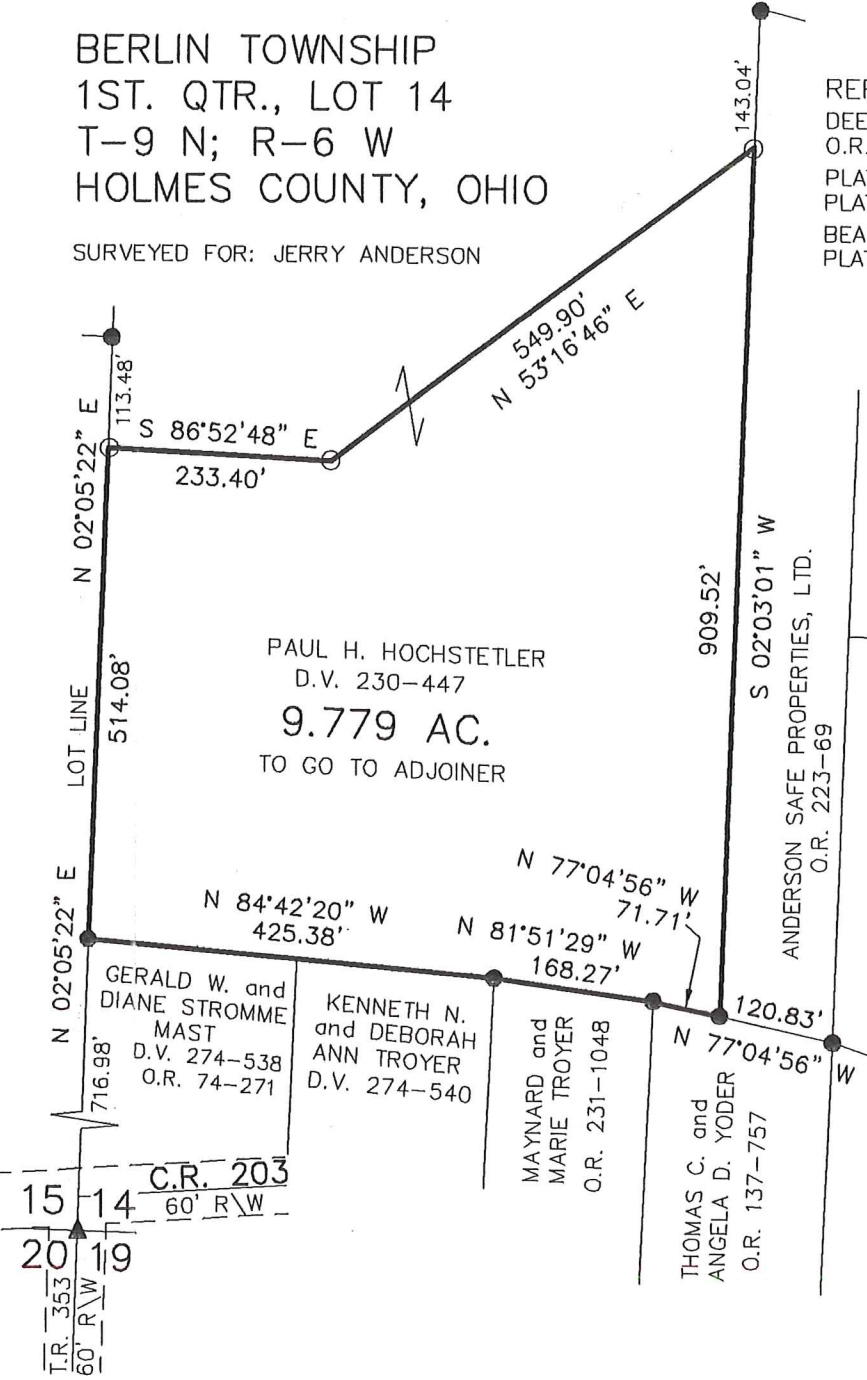 BERLIN TOWNSHIP
1ST. QTR., LOT 14
T-9 N; R-6 W
HOLMES COUNTY, OHIO
SURVEYED FOR: JERRY ANDERSON
143.04'
REF
DEE
O.R.
PLAT
PLAT
BEA
PLAT
549.90'
N 53°16'46" E
113.48'
N 02°05'22" E
S 86°52'48" E
233.40'
909.52'
S 02°03'01" W
ANDERSON SAFE PROPERTIES, LTD.
O.R. 223-69
LOT LINE
514.08'
PAUL H. HOCHSTETLER
D.V. 230-447
9.779 AC.
TO GO TO ADJOINER
N 02°05'22" E
N 84°42'20" W
425.38'
N 81°51'29" W
168.27'
N 77°04'56" W
71.71'
120.83'
N 77°04'56" W
716.98'
GERALD W. and
DIANE STROMME
MAST
D.V. 274-538
O.R. 74-271
KENNETH N.
and DEBORAH
ANN TROYER
D.V. 274-540
MAYNARD and
MARIE TROYER
O.R. 231-1048
THOMAS C. and
ANGELA D. YODER
O.R. 137-757
C.R. 203
60' R\W
15 14
20 19
T.R. 353
60' R\W